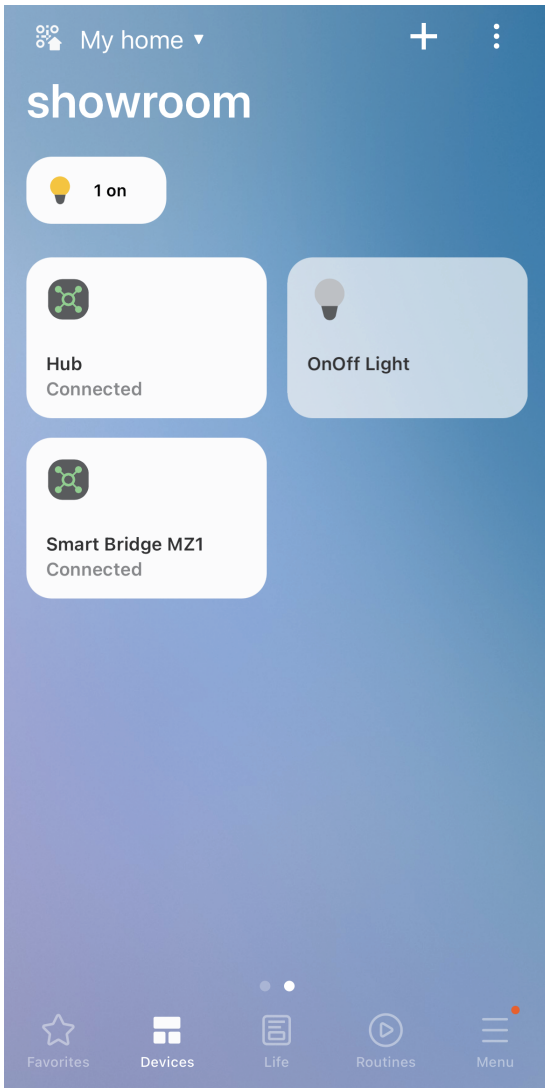 My home ▼
showroom
1 on
Hub
Connected
OnOff Light
Smart Bridge MZ1
Connected
Favorites
Devices
Life
Routines
Menu